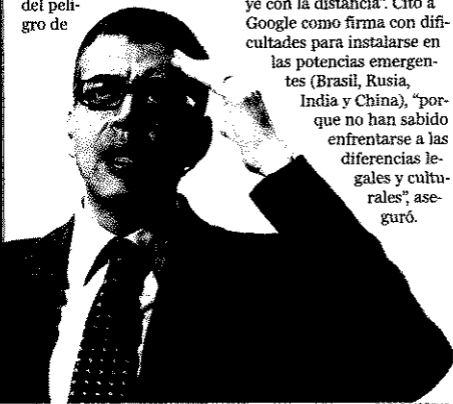 del peli-
gro de
ye con la distancia”. Citó a
Google como firma con difi-
cultades para instalarse en
las potencias emergen-
tes (Brasil, Rusia,
India y China), “por-
que no han sabido
enfrentarse a las
diferencias le-
gales y cultu-
rales”, ase-
guró.